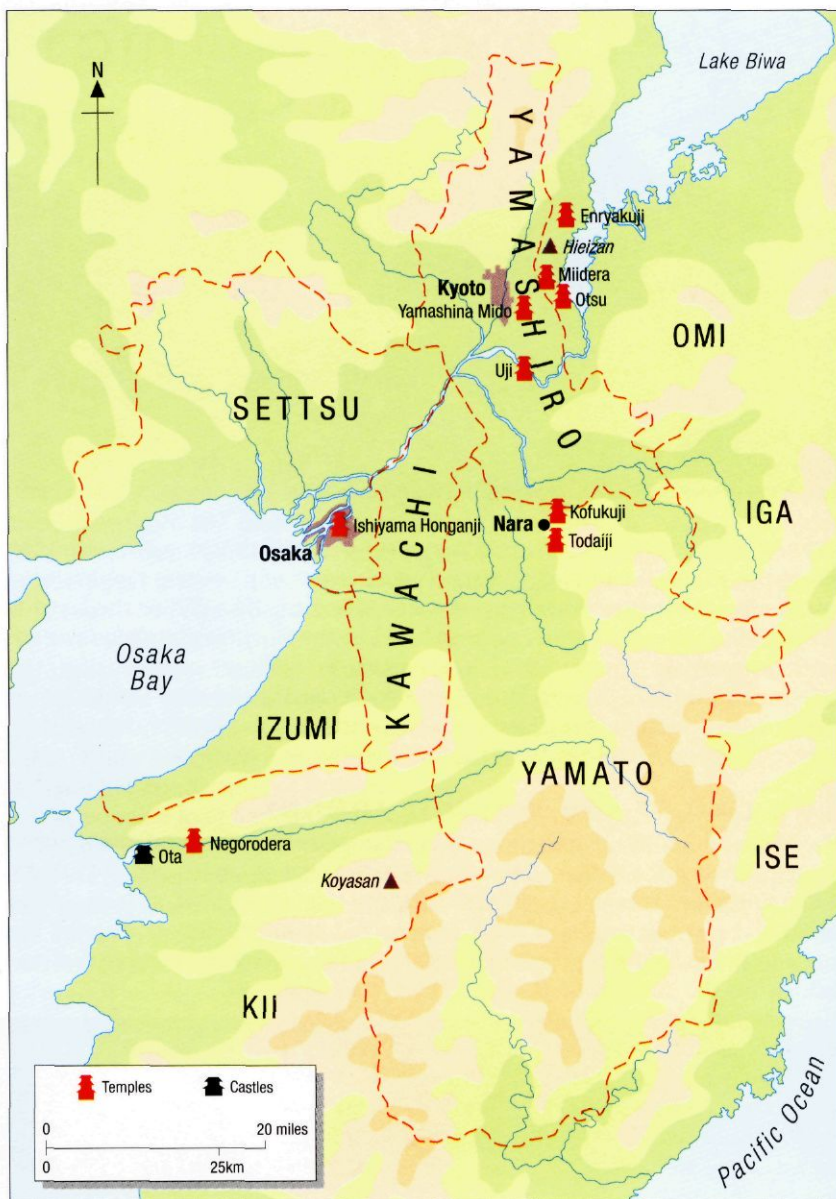 N
Lake Biwa
YAMASHIRO
Enryakuji
Hieizan
Miidera
Kyoto
Otsu
Yamashina Mido
OMI
Uji
SETTSU
KAWACHI
IGA
Kofukuji
Nara
Ishiyama Honganji
Todaiji
Osaka
Osaka
Bay
IZUMI
YAMATO
Negorodera
Ota
ISE
Koyasan
KII
Pacific Ocean
Temples Castles
0 20 miles
0 25km